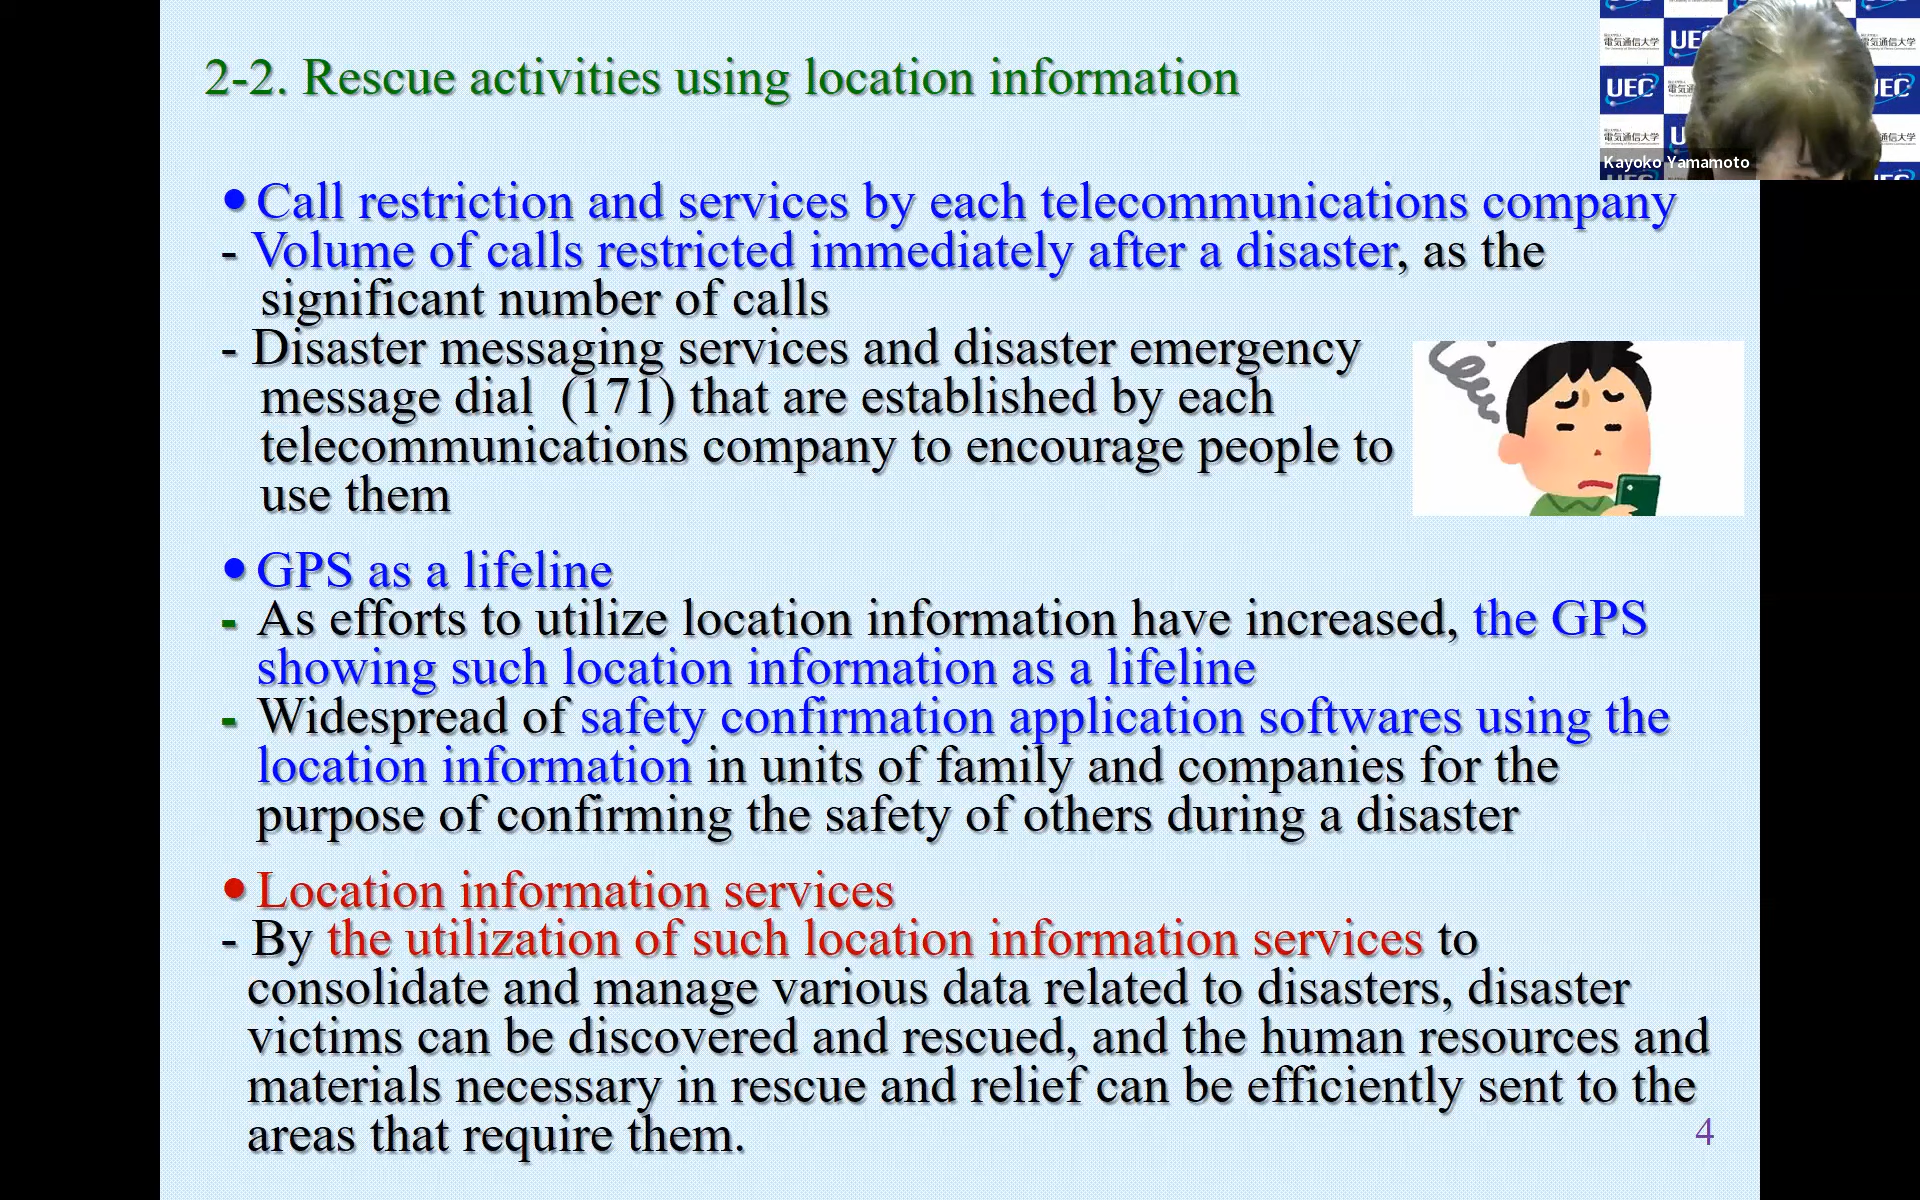 2-2. Rescue activities using location information
UEC
電気通信大学
Kayoko Yamamoto
• Call restriction and services by each telecommunications company
- Volume of calls restricted immediately after a disaster, as the
significant number of calls
- Disaster messaging services and disaster emergency
message dial (171) that are established by each
telecommunications company to encourage people to
use them
• GPS as a lifeline
- As efforts to utilize location information have increased, the GPS
showing such location information as a lifeline
- Widespread of safety confirmation application softwares using the
location information in units of family and companies for the
purpose of confirming the safety of others during a disaster
• Location information services
- By the utilization of such location information services to
consolidate and manage various data related to disasters, disaster
victims can be discovered and rescued, and the human resources and
materials necessary in rescue and relief can be efficiently sent to the
areas that require them.
4